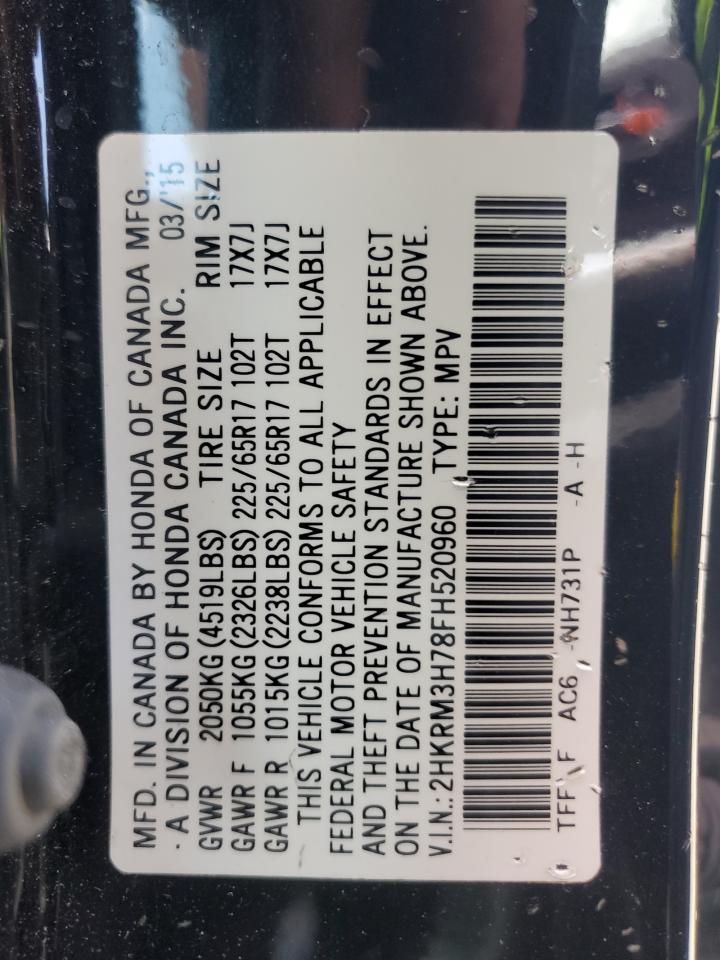 MFD. IN CANADA BY HONDA OF CANADA MFG.,
A DIVISION OF HONDA CANADA INC. 03/'15
GVWR 2050KG (4519LBS) TIRE SIZE RIM SIZE
GAWR F 1055KG (2326LBS) 225/65R17 102T 17X7J
GAWR R 1015KG (2238LBS) 225/65R17 102T 17X7J
THIS VEHICLE CONFORMS TO ALL APPLICABLE
FEDERAL MOTOR VEHICLE SAFETY
AND THEFT PREVENTION STANDARDS IN EFFECT
ON THE DATE OF MANUFACTURE SHOWN ABOVE.
V.I.N.: 2HKRM3H78FH520960 TYPE: MPV
TFF F AC6 -NH731P -A -H